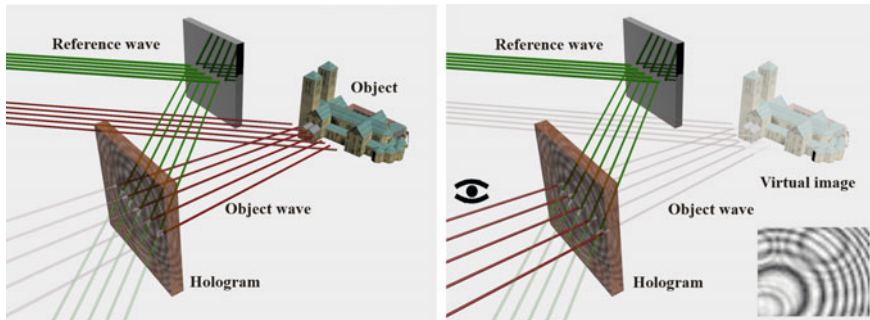 Reference wave
Object
Object wave
Hologram
Reference wave
Virtual image
Object wave
Hologram